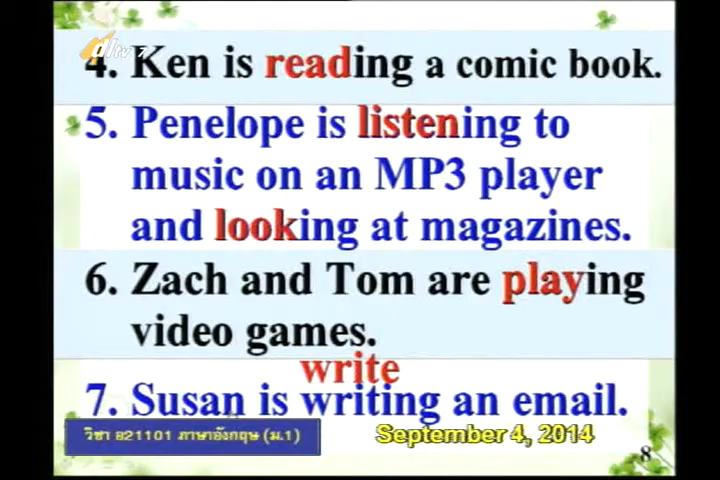 dltv 7
4. Ken is reading a comic book.
5. Penelope is listening to
music on an MP3 player
and looking at magazines.
6. Zach and Tom are playing
video games.
write
7. Susan is writing an email.
วิชา อ21101 ภาษาอังกฤษ (ม.1)
September 4, 2014
8